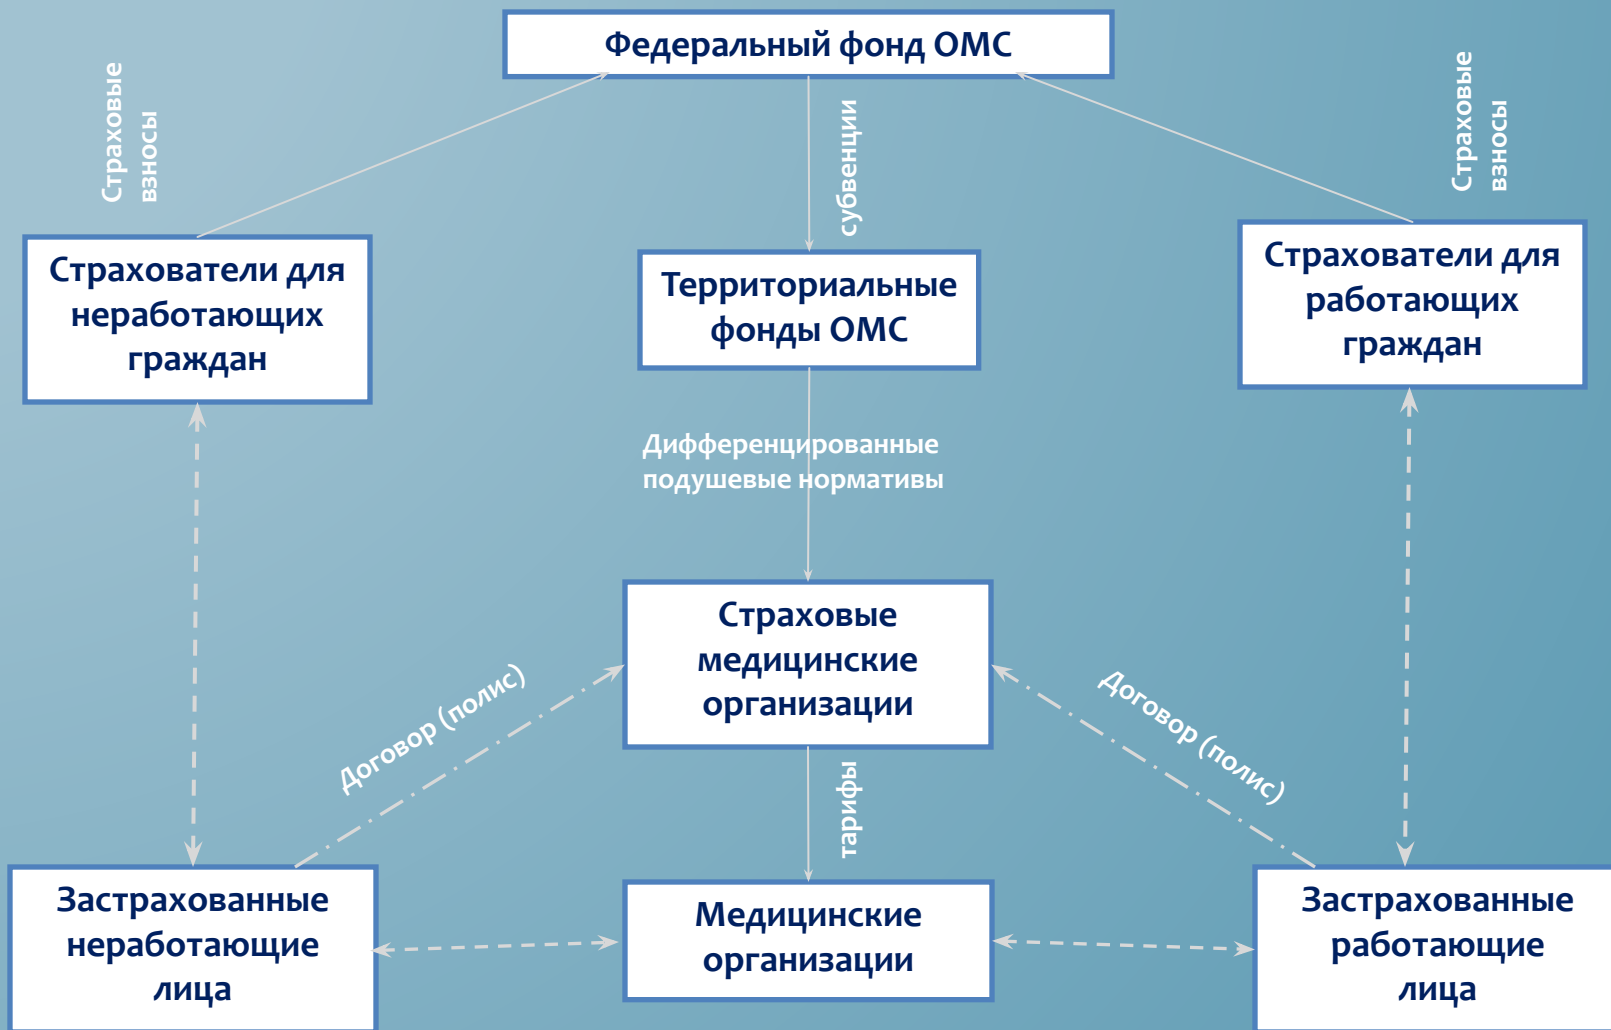 Федеральный фонд ОМС
Страховые
взносы
субвенции
Страховые
взносы
Страхователи для
неработающих
граждан
Территориальные
фонды ОМС
Страхователи для
работающих
граждан
Дифференцированные
подушевые нормативы
Страховые
медицинские
организации
Договор (полис)
Договор (полис)
тарифы
Застрахованные
неработающие
лица
Медицинские
организации
Застрахованные
работающие
лица